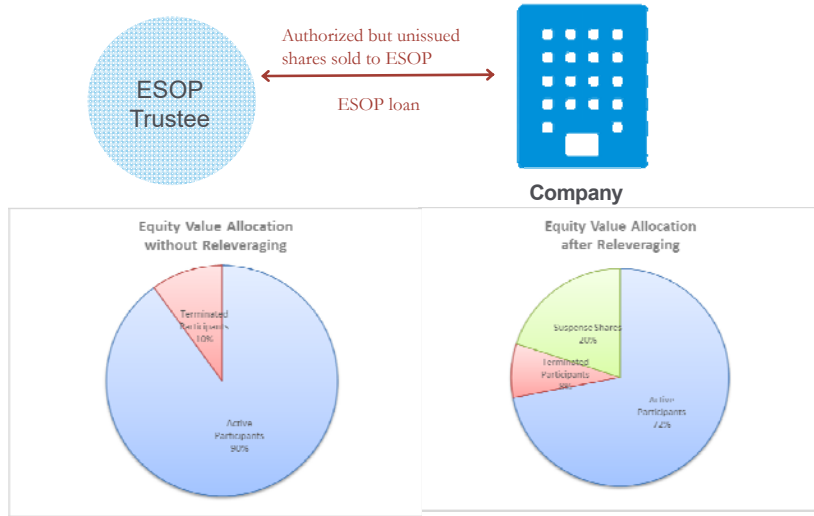 Authorized but unissued
shares sold to ESOP
ESOP
Trustee
ESOP loan
Company
Equity Value Allocation
without Releveraging
Terminated
Participants
10%
Active
Participants
90%
Equity Value Allocation
after Releveraging
Suspense Shares
20%
Terminated
Participants
8%
Active
Participants
72%